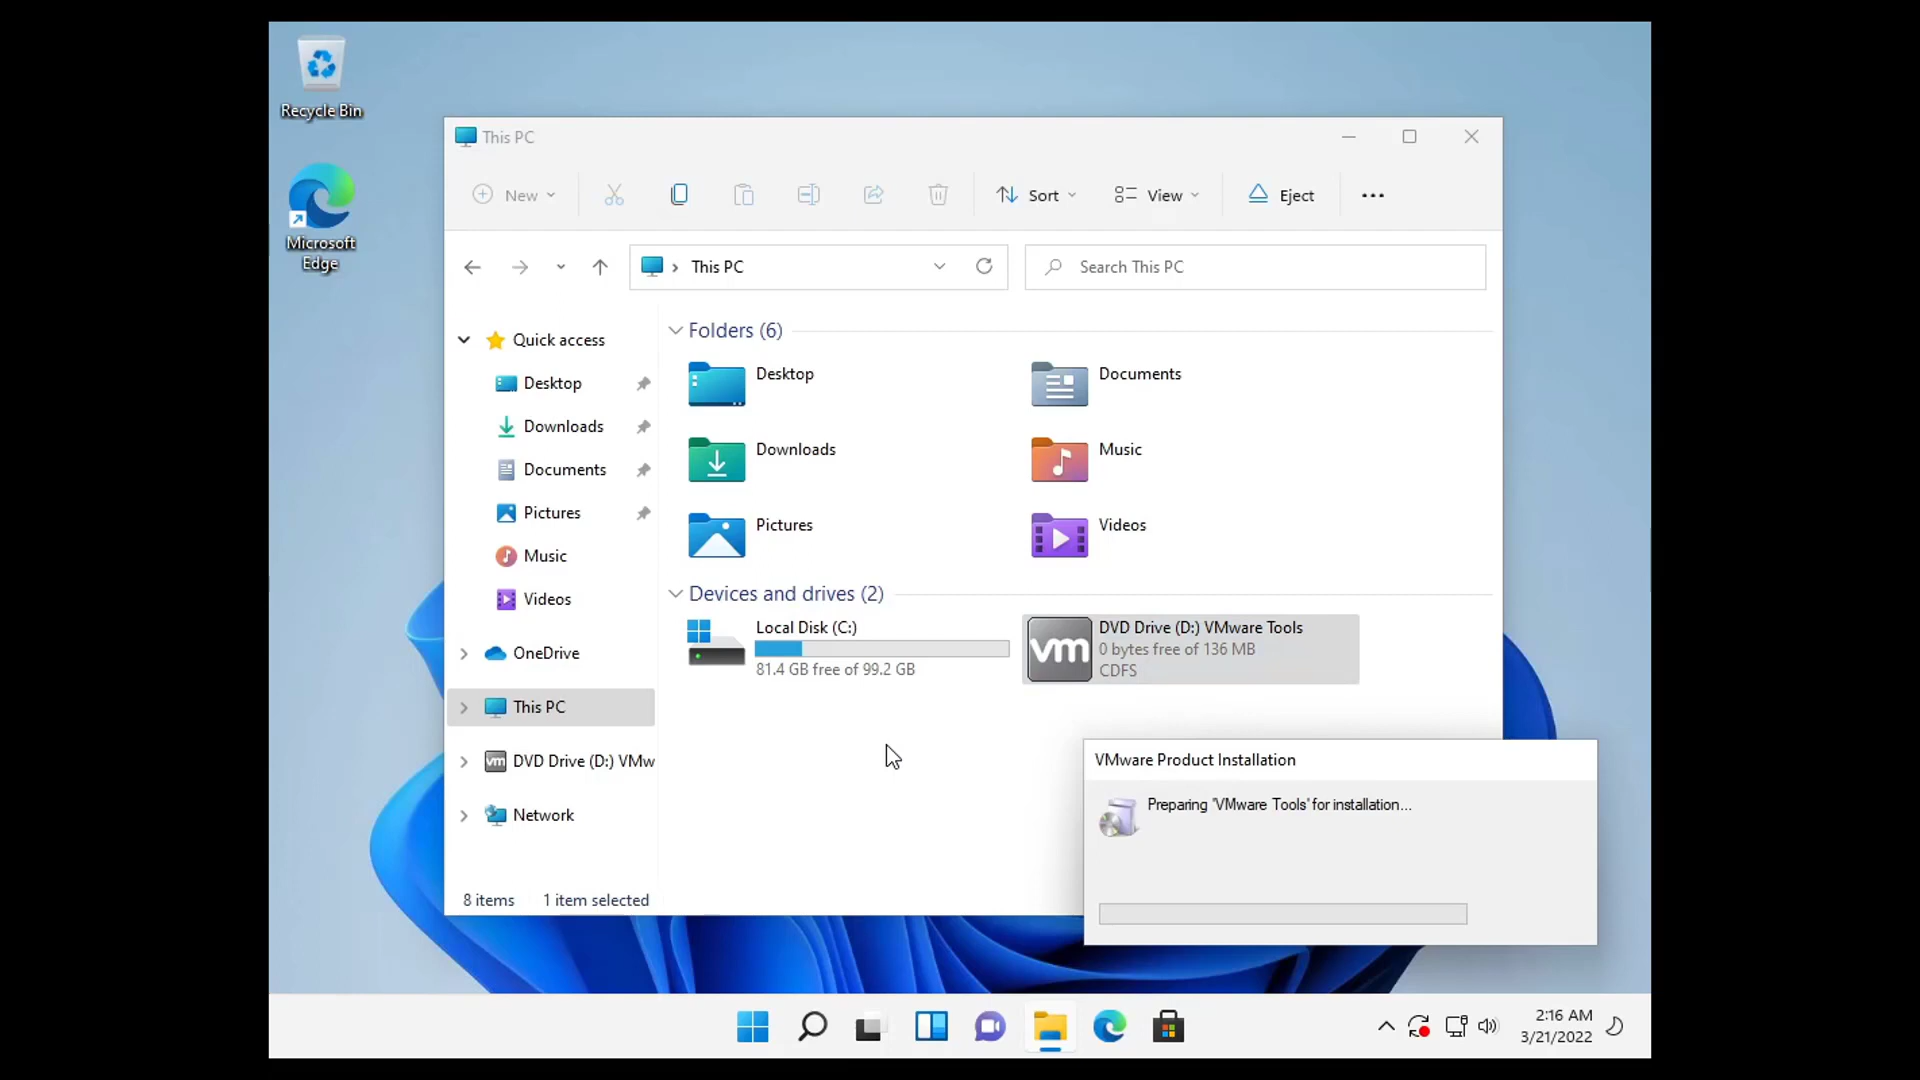 Recycle Bin
Microsoft
Edge
This PC
New
Sort
View
Eject
This PC
Search This PC
Quick access
Desktop
Downloads
Documents
Pictures
Music
Videos
OneDrive
This PC
DVD Drive (D:) VMw
Network
Folders (6)
Desktop
Documents
Downloads
Music
Pictures
Videos
Devices and drives (2)
Local Disk (C:)
81.4 GB free of 99.2 GB
vm
DVD Drive (D:) VMware Tools
0 bytes free of 136 MB
CDFS
VMware Product Installation
Preparing 'VMware Tools' for installation...
8 items
1 item selected
2:16 AM
3/21/2022